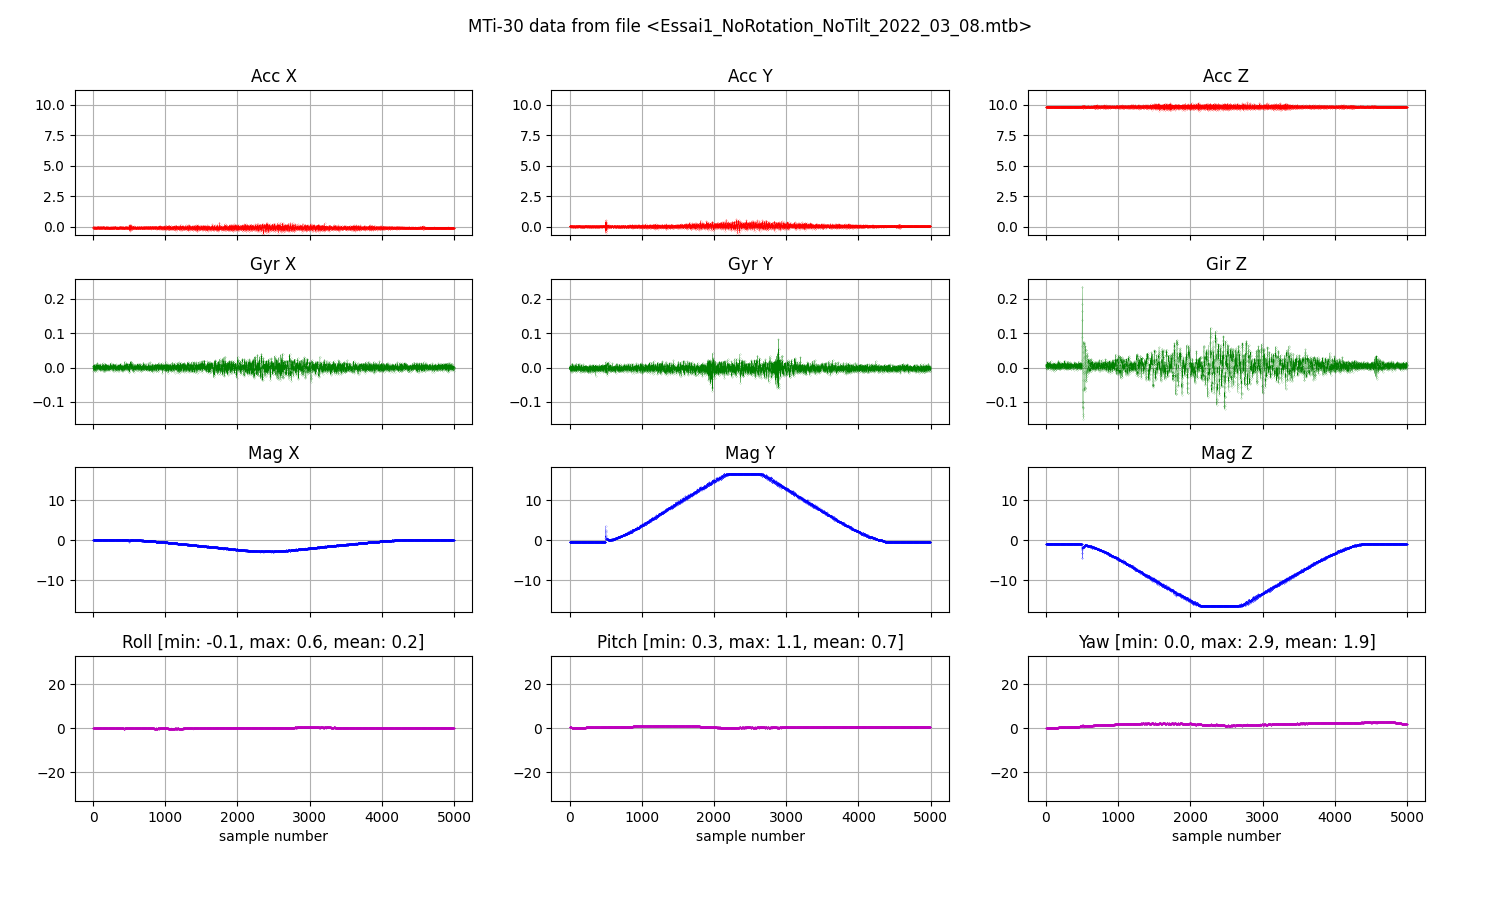 MTi-30 data from file <Essai1_NoRotation_NoTilt_2022_03_08.mtb>
Acc X
Acc Y
Acc Z
10.0
7.5
5.0
2.5
0.0
10.0
7.5
5.0
2.5
0.0
10.0
7.5
5.0
2.5
0.0
Gyr X
Gyr Y
Gir Z
0.2
0.1
0.0
−0.1
0.2
0.1
0.0
−0.1
0.2
0.1
0.0
−0.1
Mag X
Mag Y
Mag Z
10
0
−10
10
0
−10
10
0
−10
Roll [min: -0.1, max: 0.6, mean: 0.2]
Pitch [min: 0.3, max: 1.1, mean: 0.7]
Yaw [min: 0.0, max: 2.9, mean: 1.9]
20
0
−20
20
0
−20
20
0
−20
0 1000 2000 3000 4000 5000
0 1000 2000 3000 4000 5000
0 1000 2000 3000 4000 5000
sample number
sample number
sample number